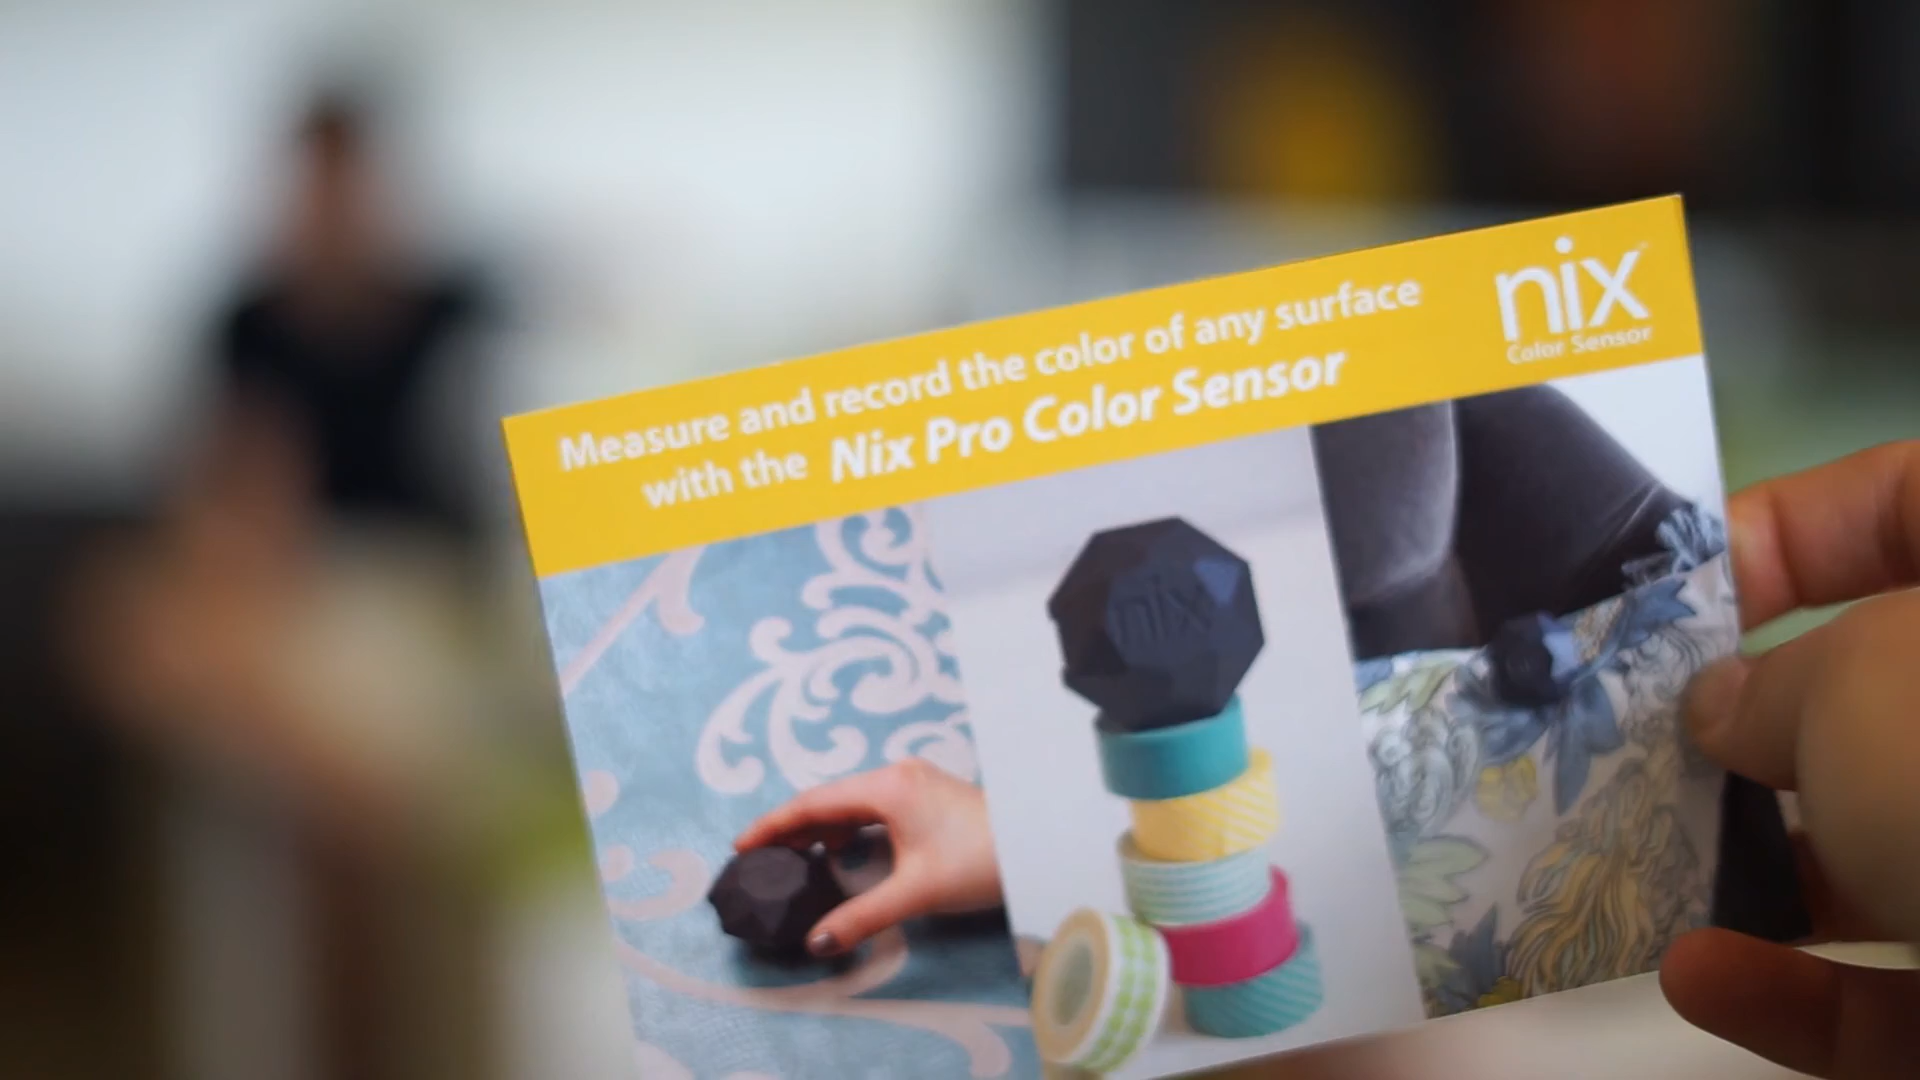 Measure and record the color of any surface
with the Nix Pro Color Sensor
nix
Color Sensor
nix